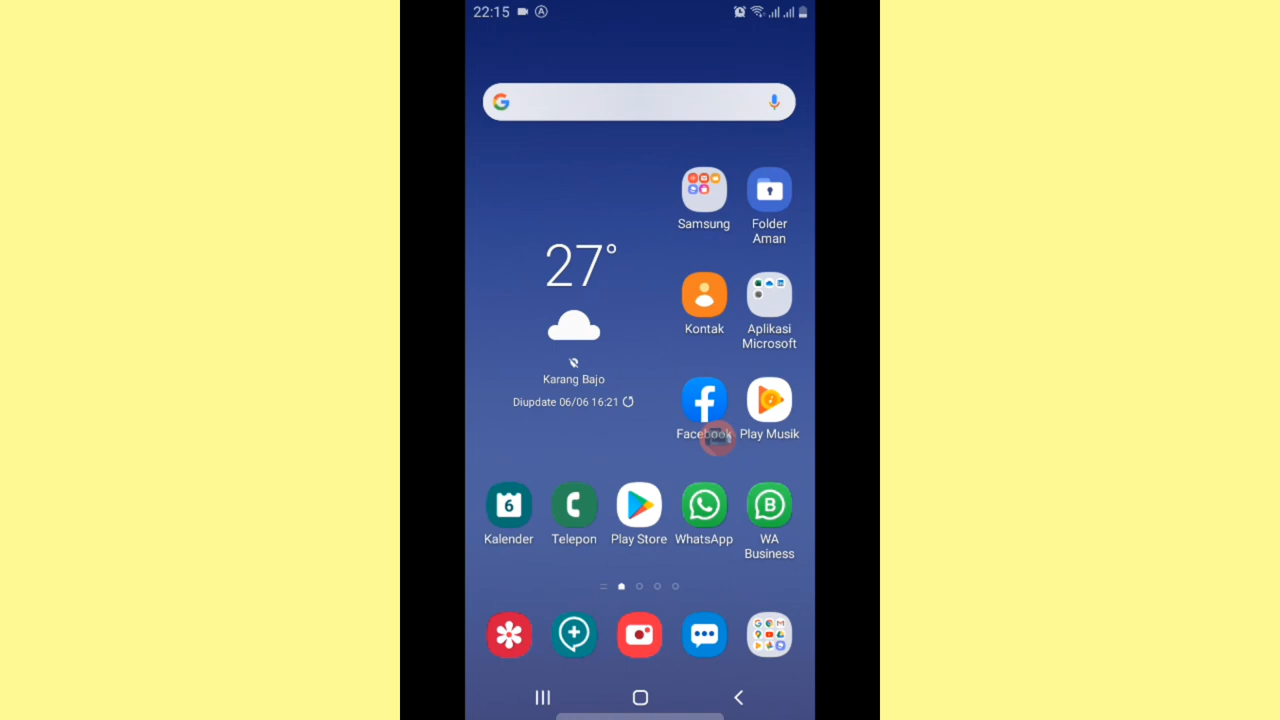 22:15
Samsung
Folder
Aman
27°
Kontak
Aplikasi
Microsoft
Karang Bajo
Diupdate 06/06 16:21
Facebook
Play Musik
6
B
Kalender
Telepon
Play Store
WhatsApp
WA
Business